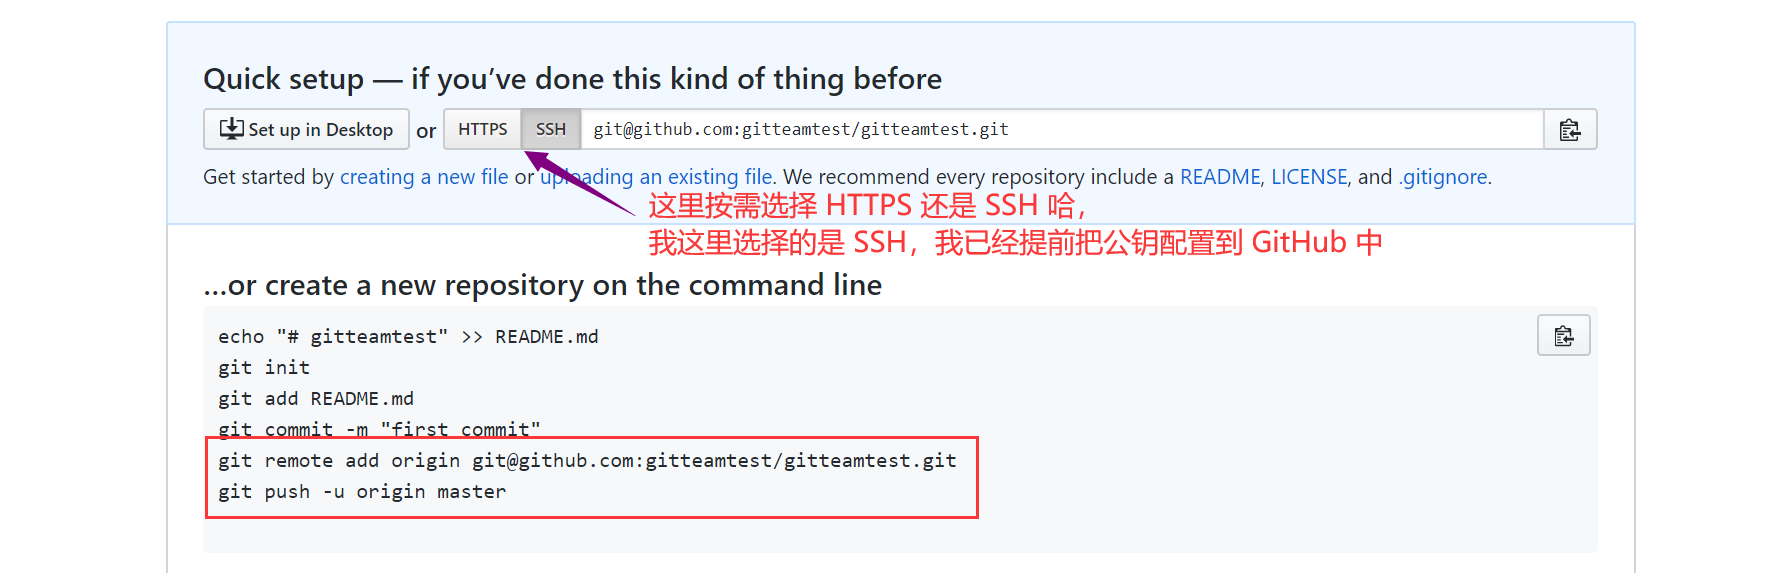 Quick setup — if you’ve done this kind of thing before
Set up in Desktop or HTTPS SSH git@github.com:gitteamtest/gitteamtest.git
Get started by creating a new file or uploading an existing file. We recommend every repository include a README, LICENSE, and .gitignore.
这里按需选择 HTTPS 还是 SSH 哈，
我这里选择的是 SSH，我已经提前把公钥配置到 GitHub 中
…or create a new repository on the command line
echo "# gitteamtest" >> README.md
git init
git add README.md
git commit -m "first commit"
git remote add origin git@github.com:gitteamtest/gitteamtest.git
git push -u origin master